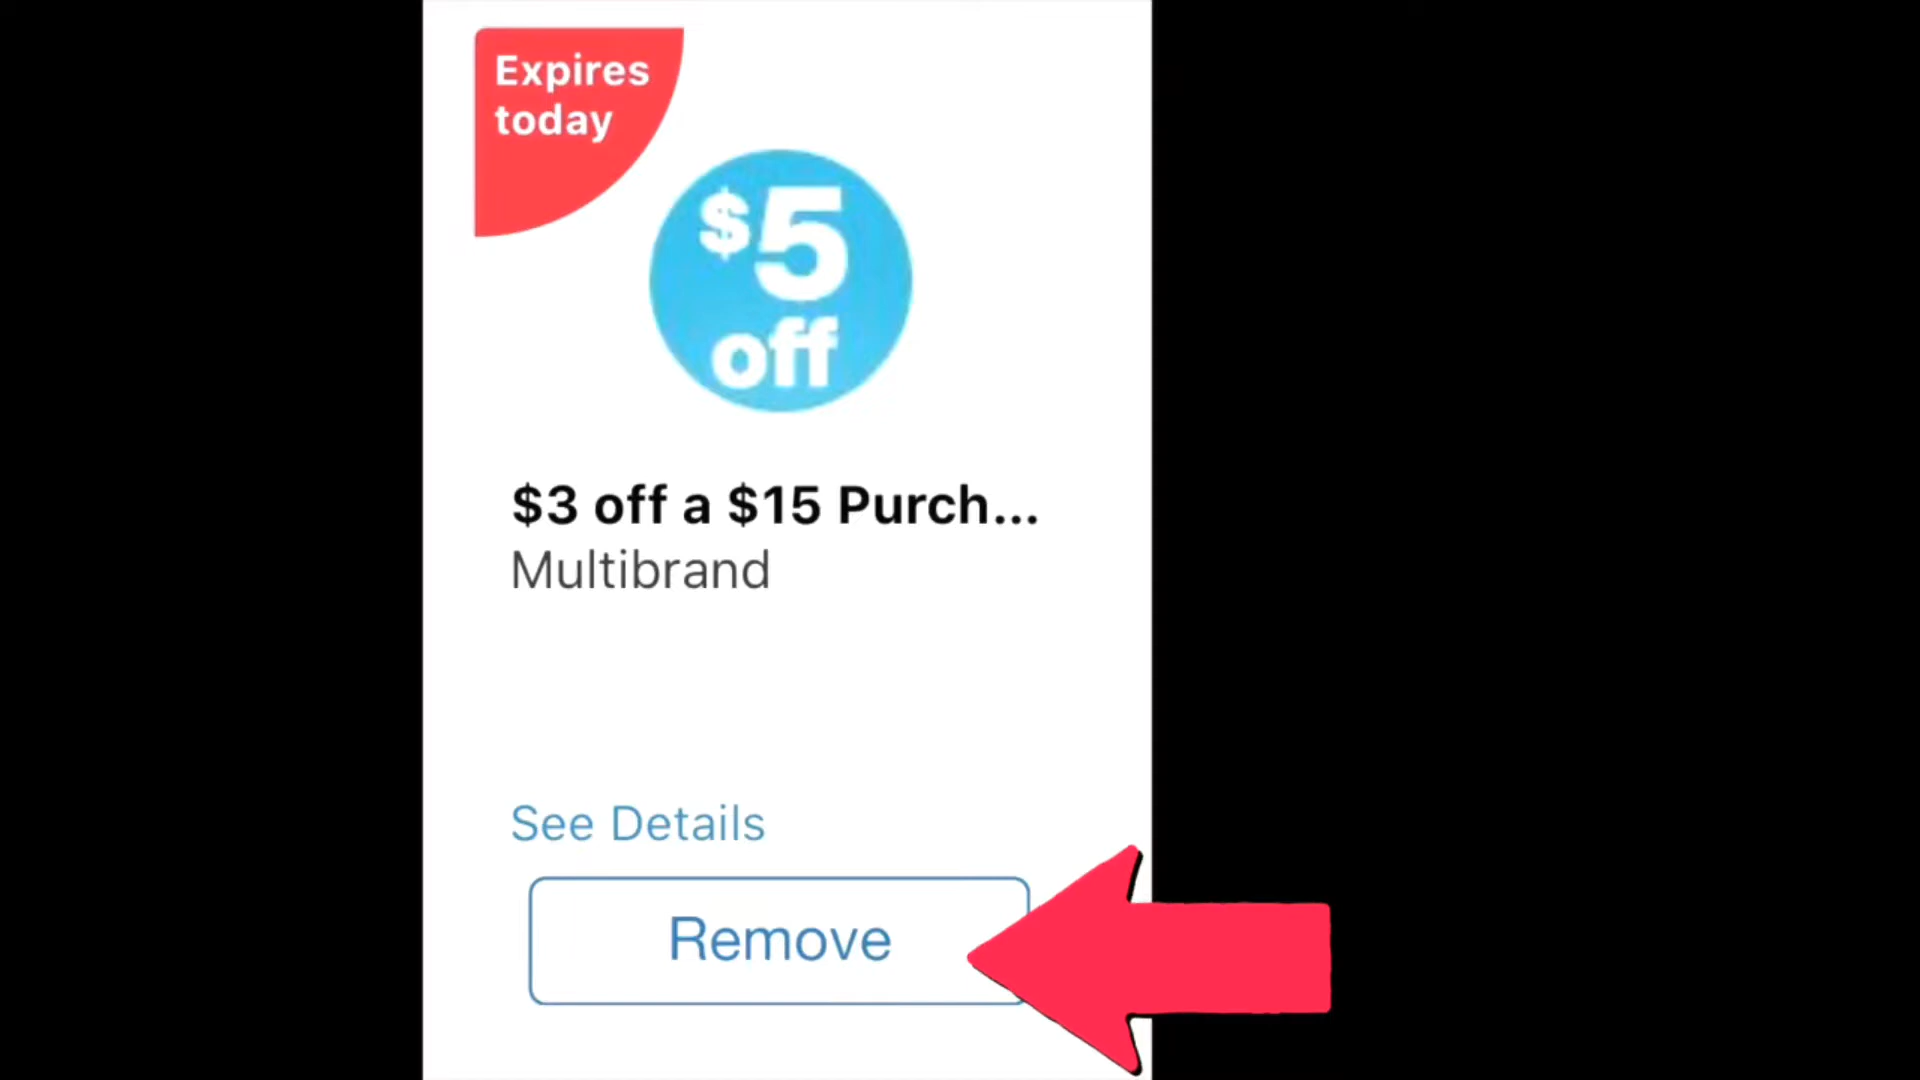 Expires
today
$5
off
$3 off a $15 Purch...
Multibrand
See Details
Remove